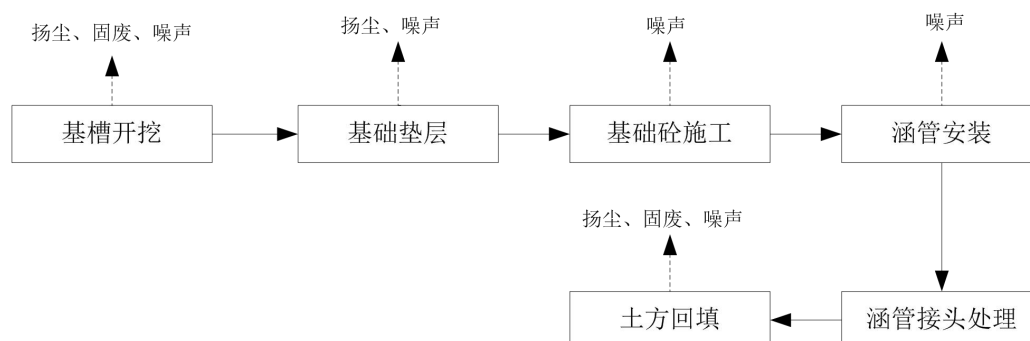 扬尘、固废、噪声
扬尘、噪声
噪声
噪声
基槽开挖
基础垫层
基础砼施工
涵管安装
扬尘、固废、噪声
土方回填
涵管接头处理